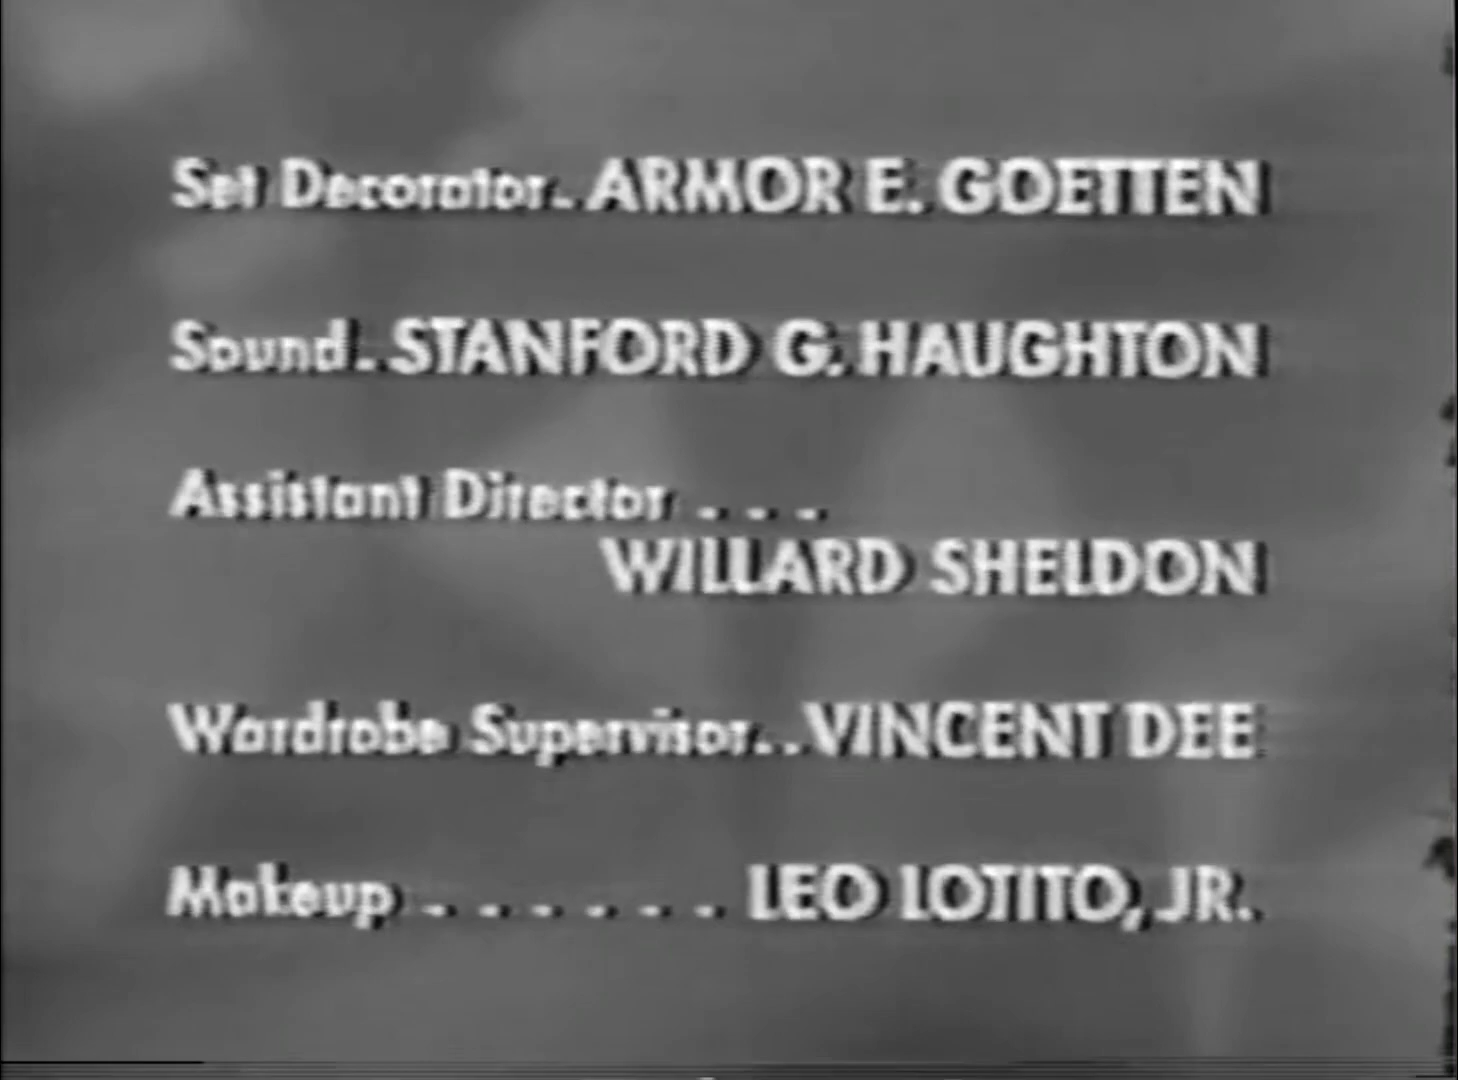 Set Decorator..ARMOR E. GOETTEN
Sound..STANFORD G. HAUGHTON
Assistant Director . . .
WILLARD SHELDON
Wardrobe Supervisor...VINCENT DEE
Makeup . . . . . . LEO LOTITO, JR.